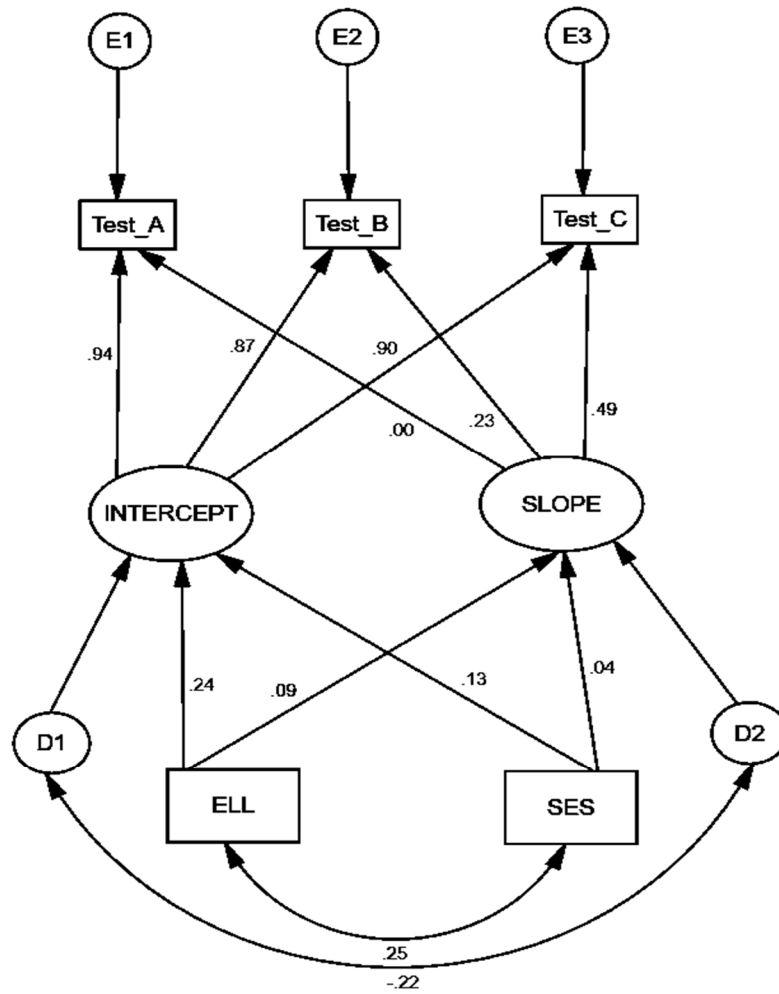 E1
E2
E3
Test_A
Test_B
Test_C
.94
.87
.90
.00
.23
.49
INTERCEPT
SLOPE
.24
.09
.13
.04
D1
D2
ELL
SES
.25
-.22